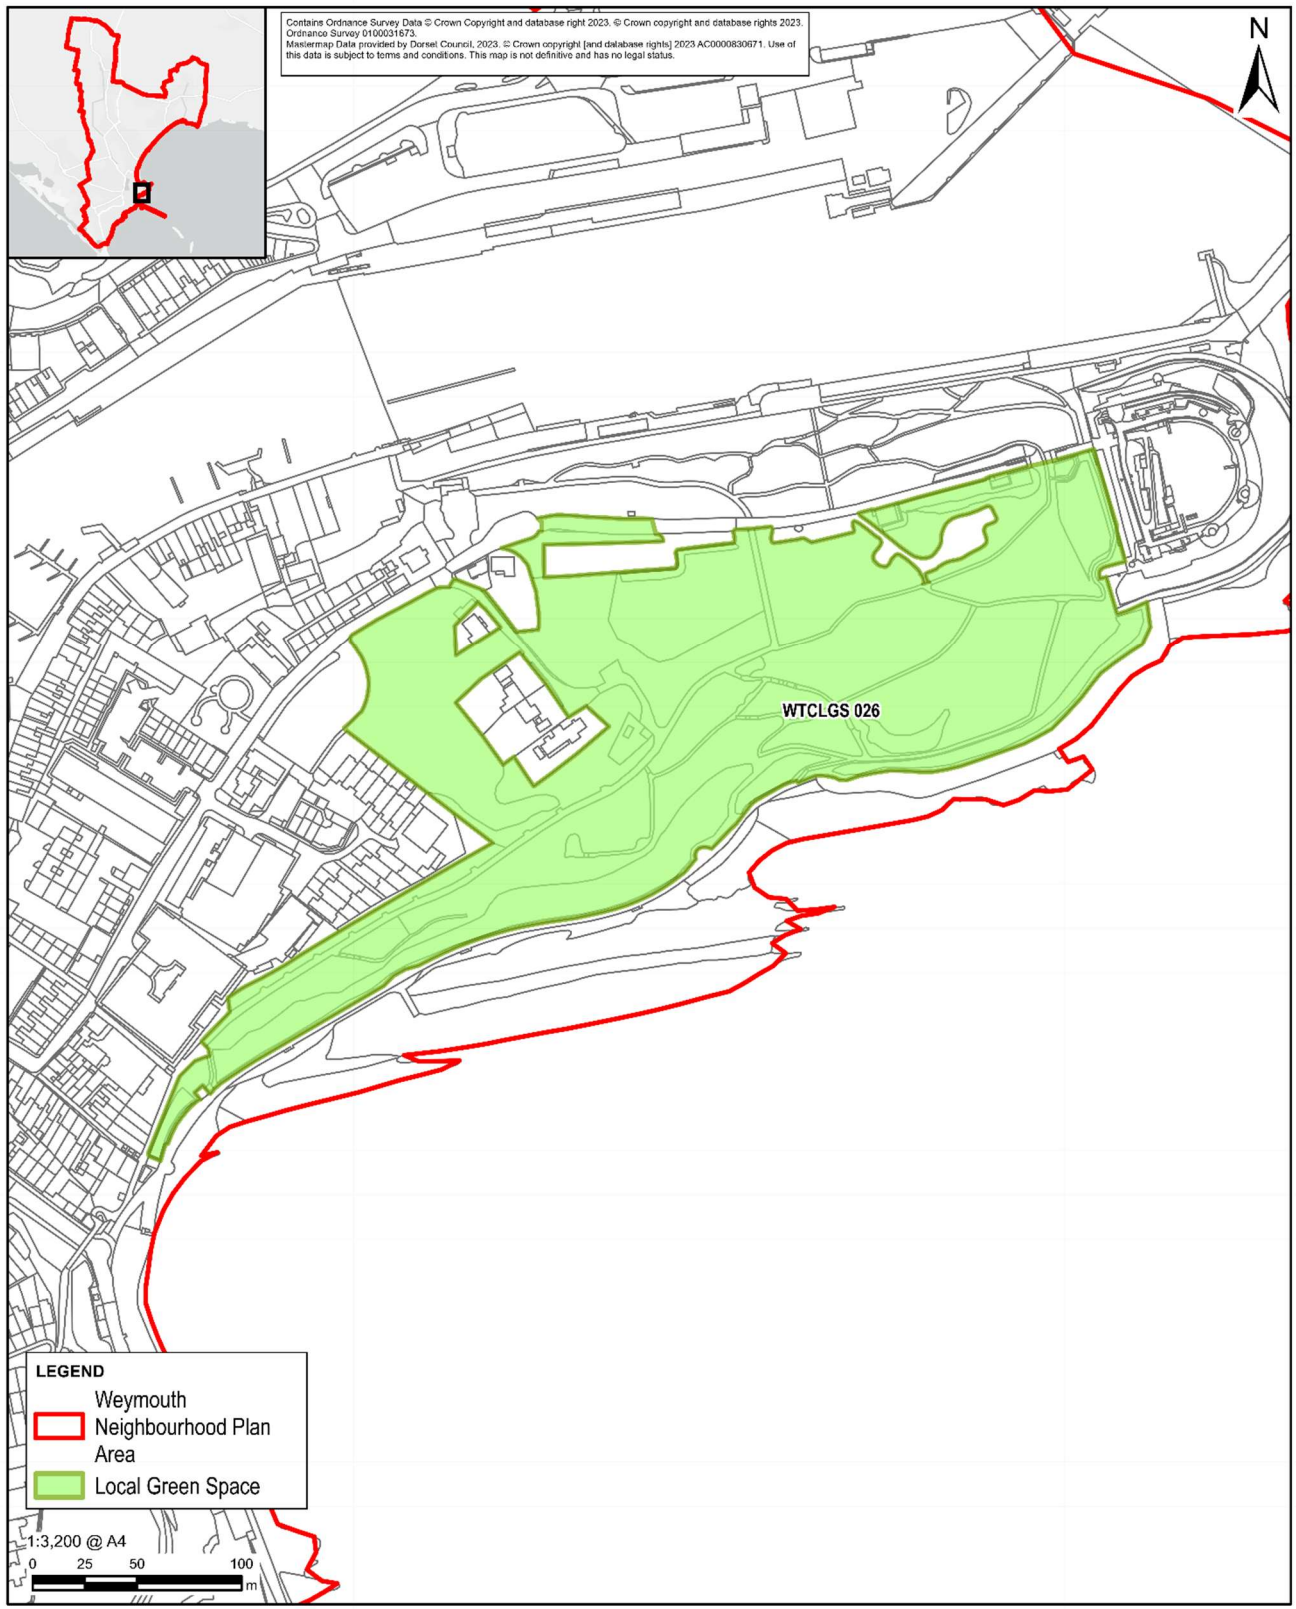 Contains Ordnance Survey Data © Crown Copyright and database right 2023. © Crown copyright and database rights 2023.
Ordnance Survey 0100031673.
Mastermap Data provided by Dorset Council, 2023. © Crown copyright [and database rights] 2023 AC0000830671. Use of
this data is subject to terms and conditions. This map is not definitive and has no legal status.
N
WTCLGS 026
LEGEND
Weymouth
Neighbourhood Plan
Area
Local Green Space
1:3,200 @ A4
0 25 50 100
m